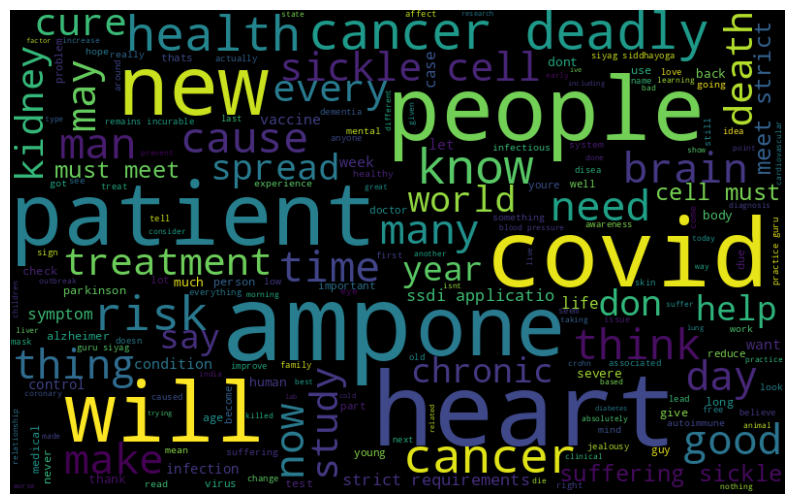 cure
health
cancer deadly
state
affect
research
factor increase
hope
really
actually
siyag siddhayoga
around
problem
thats
sickle cell
dont
love
learning
live
early
including
kidney
may
new
every
case
use
name
bad
back
going
death
meet strict
people
remains incurable
last
dementia
anyone
vaccine
different
given
infectious
system
done
show
still
idea
point
cardiovascular
type
prevent
man
cause
mental
let
week
must meet
spread
know
brain
got
see
treat
experience
healthy
great
youre
well
disea
cell must
diagnosis
patient
tell
consider
sign
doctor
world
something
blood pressure
awareness
body
need
many
covid
today
way
practice guru
treatment
time
year
first
another
isnt
skin
due
check
outbreak
lot
much
person
low
important
eye
parkinson
everything
morning
ssdi applicatio
life
suffer
lung
work
issue
children
symptom
liver
mask
alzheimer
doesn
risk
ampone
don
help
guru siyag
say
taking
think
want
reduce
practice
thing
condition
improve
family
old
chronic
crohn
associated
severe
day
look
control
india
human
study
coronary
caused
age
become
killed
lab
best
cold
part
based
mind
diabetes
lead
long
give
free
believe
autoimmune
absolutely
will
heart
trying
now
next
related
animal
relationship
medical
never
made
mean
suffering
young
clinical
jealousy
guy
good
make
infection
cancer
thank
read
virus
change
test
strict requirements
die
right
suffering sickle
nothing
worse